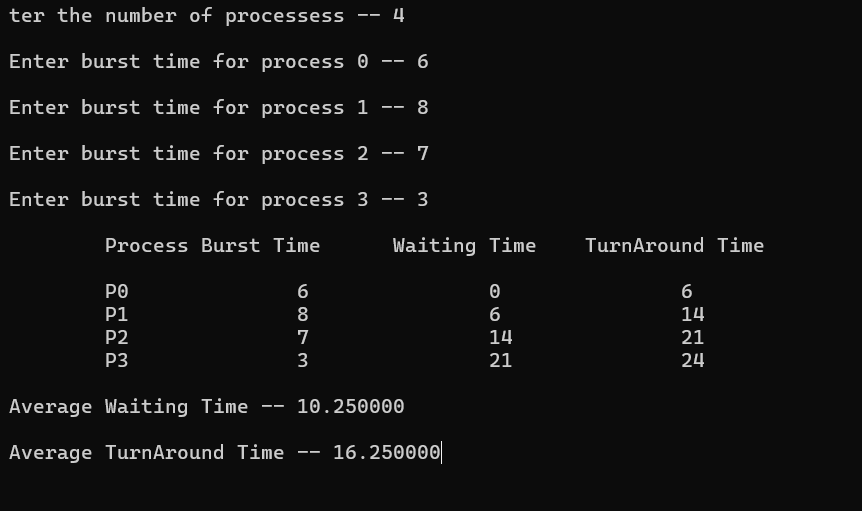 ter the number of processess -- 4
Enter burst time for process 0 -- 6
Enter burst time for process 1 -- 8
Enter burst time for process 2 -- 7
Enter burst time for process 3 -- 3
Process Burst Time Waiting Time TurnAround Time
P0 6 0 6
P1 8 6 14
P2 7 14 21
P3 3 21 24
Average Waiting Time -- 10.250000
Average TurnAround Time -- 16.250000